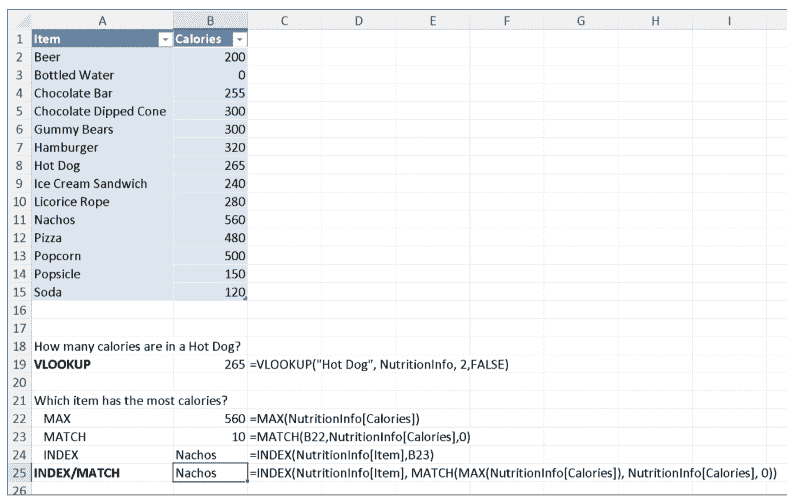 A B C D E F G H I
1 Item Calories
2 Beer 200
3 Bottled Water 0
4 Chocolate Bar 255
5 Chocolate Dipped Cone 300
6 Gummy Bears 300
7 Hamburger 320
8 Hot Dog 265
9 Ice Cream Sandwich 240
10 Licorice Rope 280
11 Nachos 560
12 Pizza 480
13 Popcorn 500
14 Popsicle 150
15 Soda 120
16
17
18 How many calories are in a Hot Dog?
19 VLOOKUP 265 =VLOOKUP("Hot Dog", NutritionInfo, 2,FALSE)
20
21 Which item has the most calories?
22 MAX 560 =MAX(NutritionInfo[Calories])
23 MATCH 10 =MATCH(B22,NutritionInfo[Calories],0)
24 INDEX Nachos =INDEX(NutritionInfo[Item],B23)
25 INDEX/MATCH Nachos =INDEX(NutritionInfo[Item], MATCH(MAX(NutritionInfo[Calories]), NutritionInfo[Calories], 0))
26